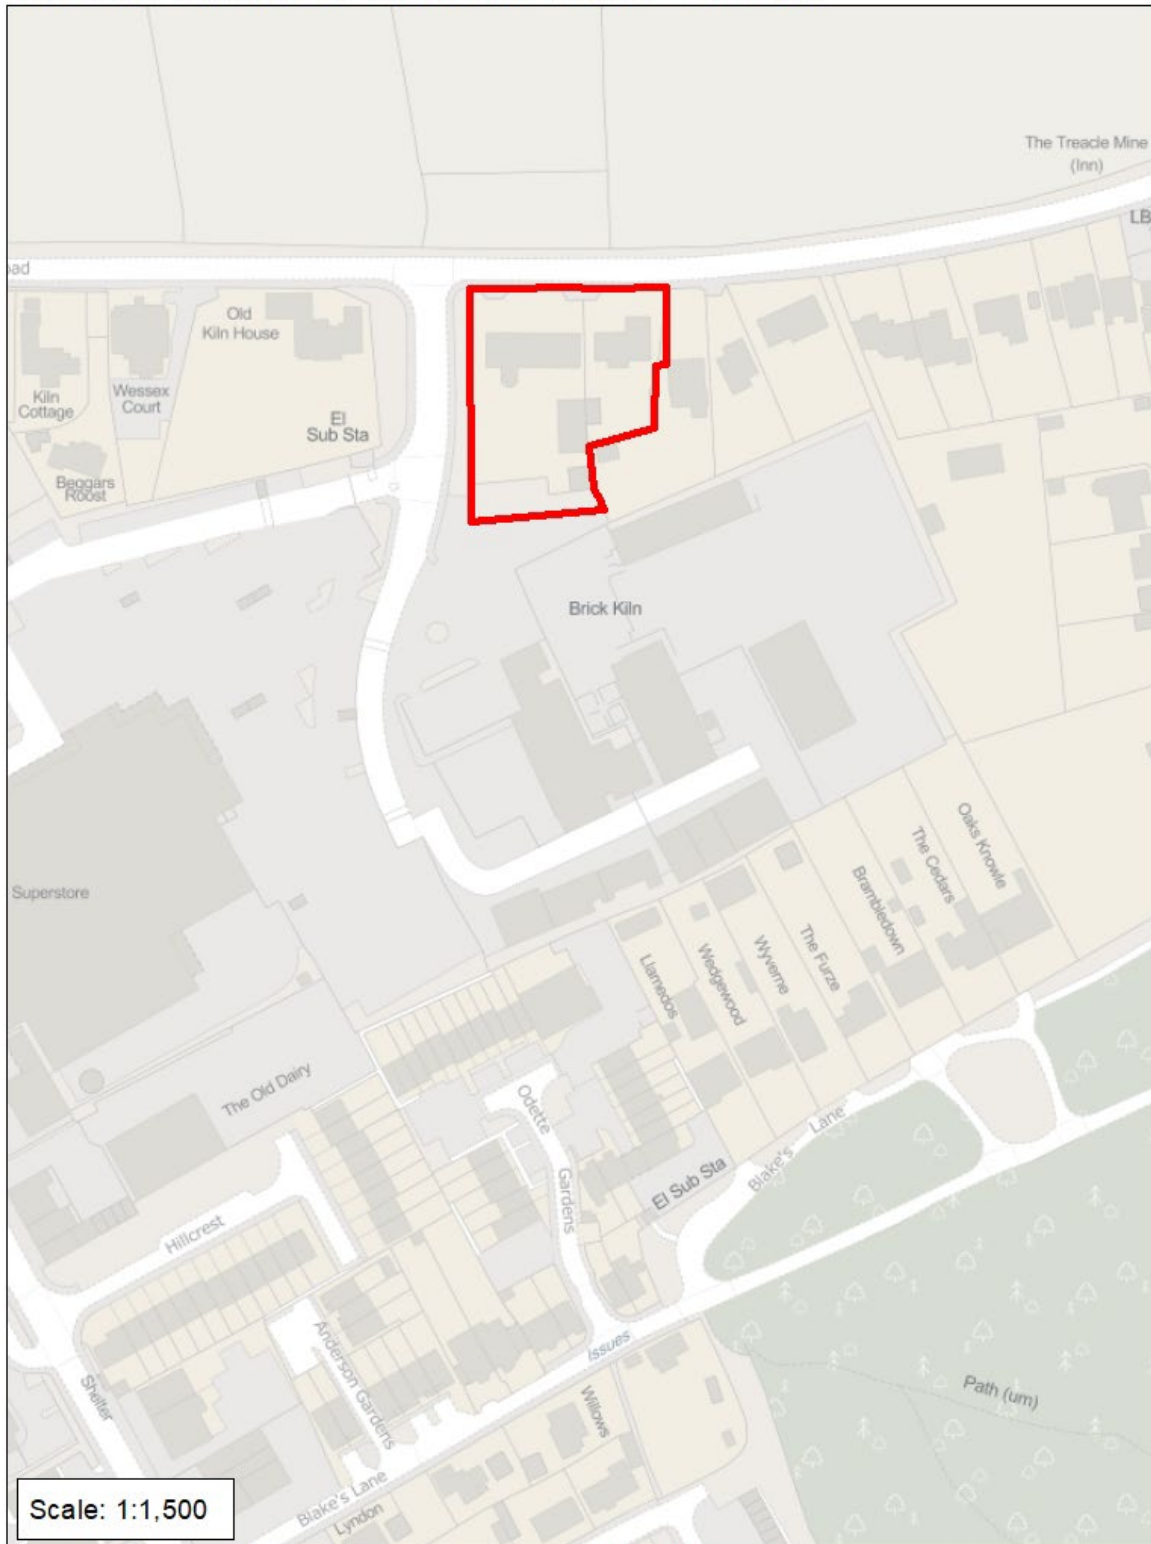 The Treacle Mine
(Inn)
LB
oad
Old
Kiln House
Kiln
Cottage
Wessex
Court
El
Sub Sta
Beggars
Roost
Brick Kiln
Superstore
Oaks Knowle
The Cedars
Brambledown
The Furze
Wyverne
Wedgewood
Llamedos
The Old Dairy
Odette
Gardens
El Sub Sta
Blake's Lane
Hillcrest
Anderson Gardens
Issues
Shelter
Willows
Path (um)
Blake's Lane
Lyndon
Scale: 1:1,500